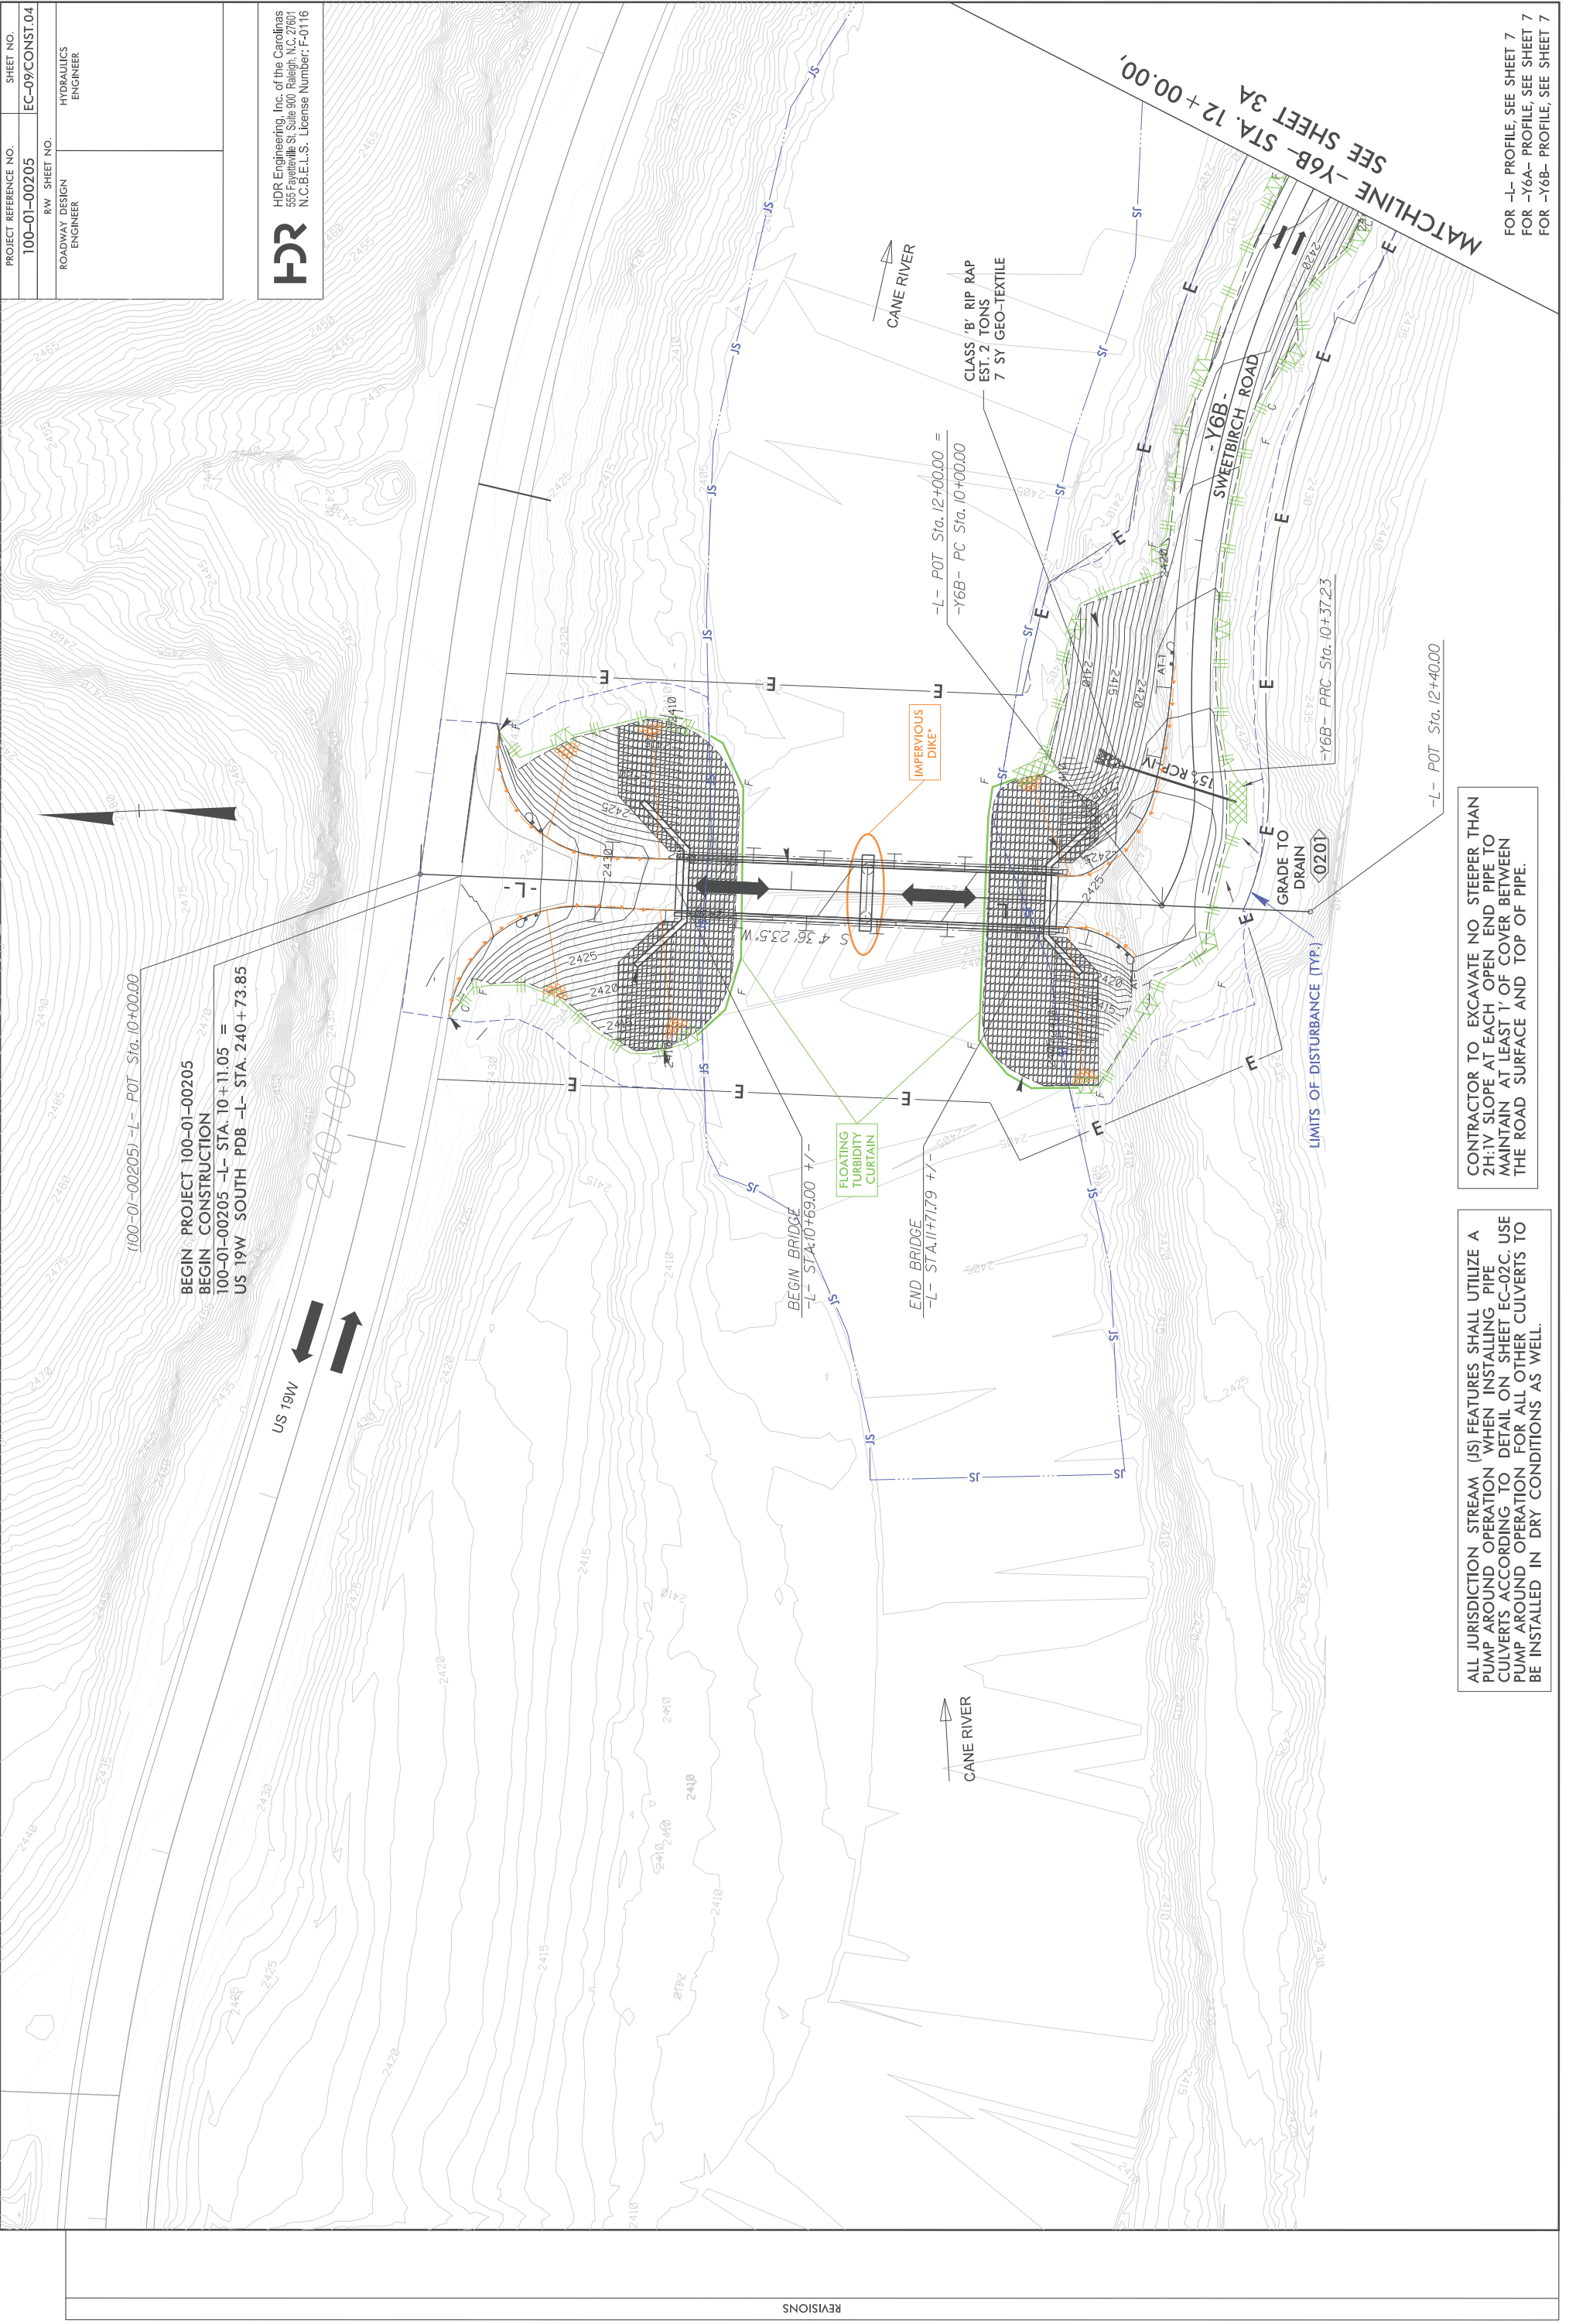 PROJECT REFERENCE NO.
SHEET NO.
100-01-00205
EC-09/CONST.04
R/W SHEET NO.
ROADWAY DESIGN
ENGINEER
HYDRAULICS
ENGINEER
HDR
HDR Engineering, Inc. of the Carolinas
555 Fayetteville St, Suite 900 Raleigh, N.C. 27601
N.C.B.E.L.S. License Number: F-0116
(100-01-00205) -L- POT Sta. 10+00.00
BEGIN PROJECT 100-01-00205
BEGIN CONSTRUCTION
100-01-00205 -L- STA. 10+11.05 =
US 19W SOUTH PDB -L- STA. 240+73.85
240+00
US 19W
-L-
S 4° 36' 23.5" W
BEGIN BRIDGE
-L- STA.10+69.00 +/-
END BRIDGE
-L- STA.11+71.79 +/-
FLOATING
TURBIDITY
CURTAIN
IMPERVIOUS
DIKE*
CANE RIVER
CANE RIVER
-L- POT Sta. 12+00.00 =
-Y6B- PC Sta. 10+00.00
CLASS 'B' RIP RAP
EST. 2 TONS
7 SY GEO-TEXTILE
-Y6B-
SWEETBIRCH ROAD
MATCHLINE -Y6B- STA. 12 + 00.00,
SEE SHEET 3A
15" RCP-IV
-Y6B- PRC Sta. 10+37.23
-L- POT Sta. 12+40.00
GRADE TO
DRAIN
0201
LIMITS OF DISTURBANCE (TYP.)
FOR -L- PROFILE, SEE SHEET 7
FOR -Y6A- PROFILE, SEE SHEET 7
FOR -Y6B- PROFILE, SEE SHEET 7
CONTRACTOR TO EXCAVATE NO STEEPER THAN
2H:1V SLOPE AT EACH OPEN END PIPE TO
MAINTAIN AT LEAST 1' OF COVER BETWEEN
THE ROAD SURFACE AND TOP OF PIPE.
ALL JURISDICTION STREAM (JS) FEATURES SHALL UTILIZE A
PUMP AROUND OPERATION WHEN INSTALLING PIPE
CULVERTS ACCORDING TO DETAIL ON SHEET EC-02C. USE
PUMP AROUND OPERATION FOR ALL OTHER CULVERTS TO
BE INSTALLED IN DRY CONDITIONS AS WELL.
REVISIONS